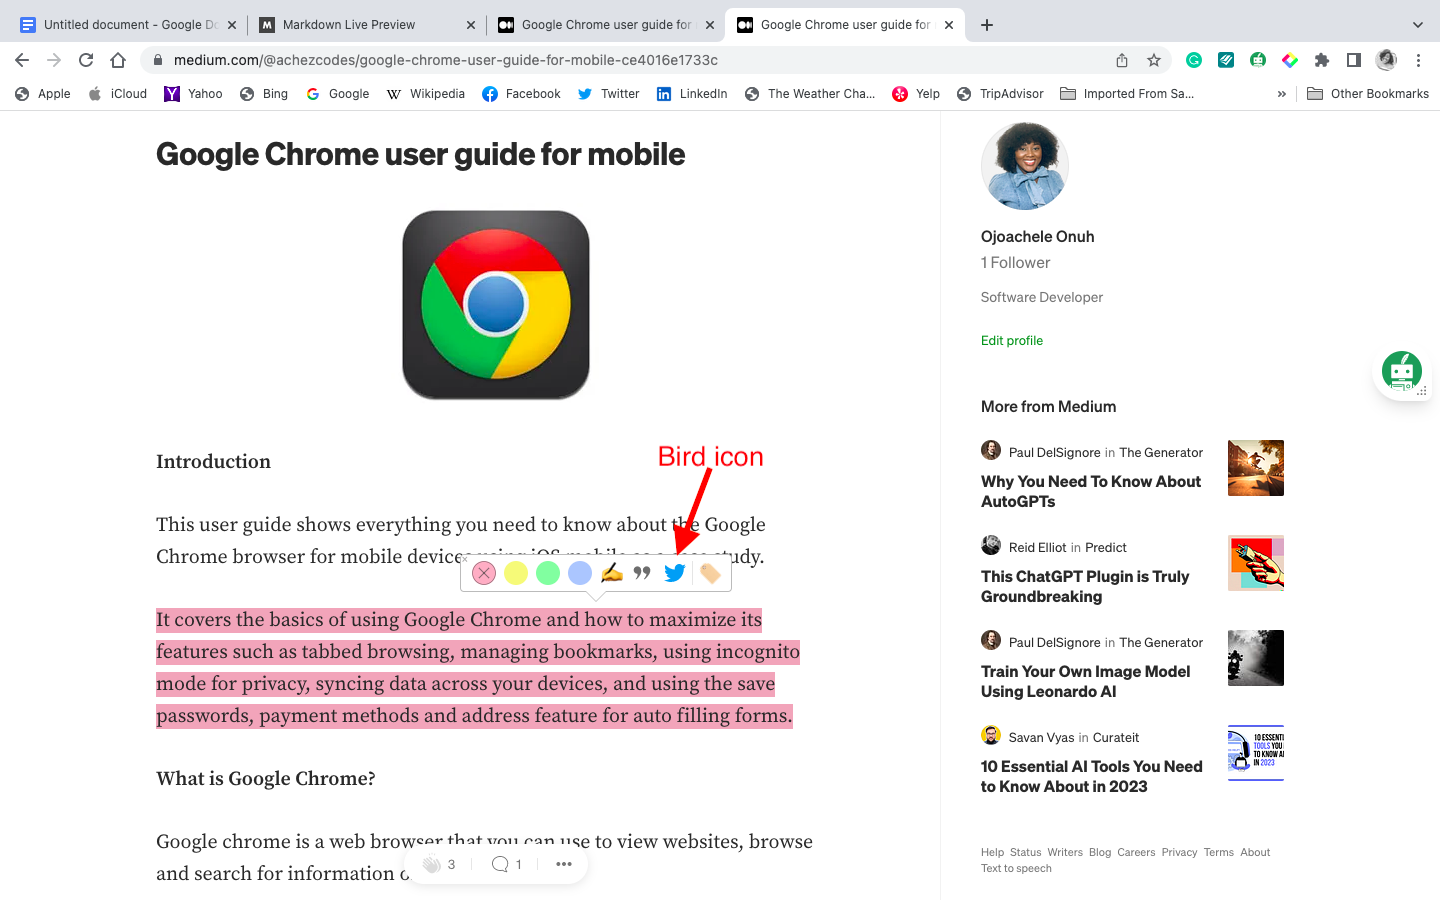 Untitled document - Google Do
Markdown Live Preview
Google Chrome user guide for
Google Chrome user guide for
medium.com/@achezcodes/google-chrome-user-guide-for-mobile-ce4016e1733c
Apple
iCloud
Yahoo
Bing
Google
Wikipedia
Facebook
Twitter
LinkedIn
The Weather Cha...
Yelp
TripAdvisor
Imported From Sa...
»
Other Bookmarks
Google Chrome user guide for mobile
Introduction
Bird icon
This user guide shows everything you need to know about the Google
Chrome browser for mobile devices using iOS mobile as a case study.
It covers the basics of using Google Chrome and how to maximize its
features such as tabbed browsing, managing bookmarks, using incognito
mode for privacy, syncing data across your devices, and using the save
passwords, payment methods and address feature for auto filling forms.
What is Google Chrome?
Google chrome is a web browser that you can use to view websites, browse
and search for information
3
1
Ojoachele Onuh
1 Follower
Software Developer
Edit profile
More from Medium
Paul DelSignore in The Generator
Why You Need To Know About
AutoGPTs
Reid Elliot in Predict
This ChatGPT Plugin is Truly
Groundbreaking
Paul DelSignore in The Generator
Train Your Own Image Model
Using Leonardo AI
Savan Vyas in Curateit
10 Essential AI Tools You Need
to Know About in 2023
10 ESSENTI
TOOLS YOU
TO KNOW A
IN 2023
Help Status Writers Blog Careers Privacy Terms About
Text to speech